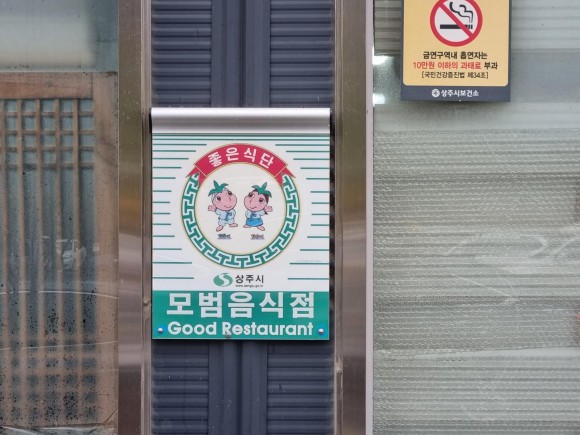 금연구역내 흡연자는
10만원 이하의 과태료 부과
[국민건강증진법 제34조]
상주시보건소
좋은식단
상주시
모범음식점
Good Restaurant